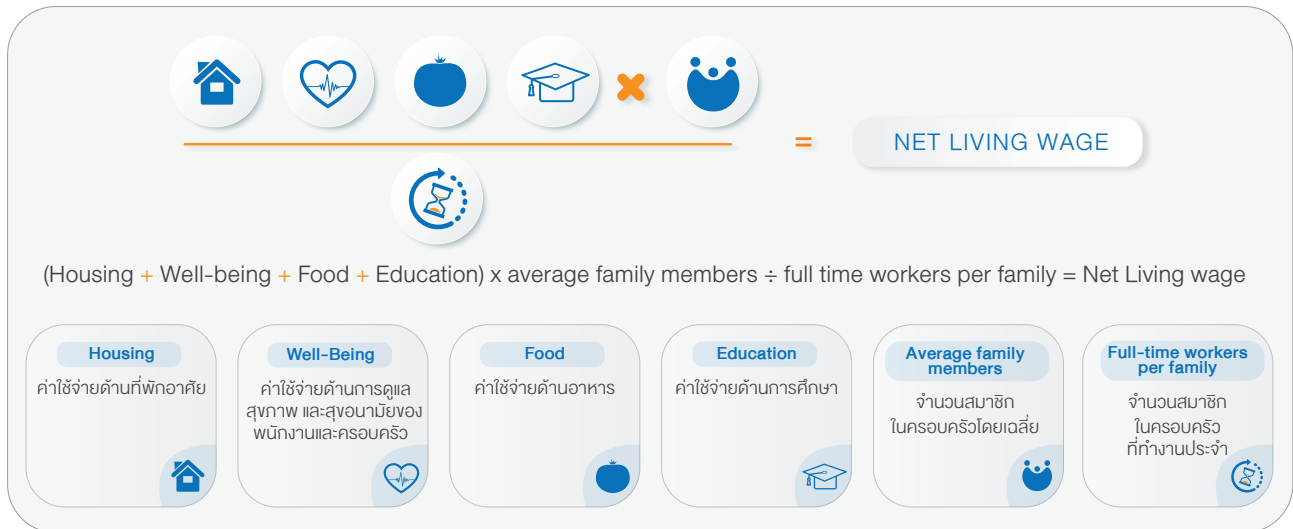 = NET LIVING WAGE
(Housing + Well-being + Food + Education) x average family members ÷ full time workers per family = Net Living wage
Housing
ค่าใช้จ่ายด้านที่พักอาศัย
Well-Being
ค่าใช้จ่ายด้านการดูแล
สุขภาพ และสุขอนามัยของ
พนักงานและครอบครัว
Food
ค่าใช้จ่ายด้านอาหาร
Education
ค่าใช้จ่ายด้านการศึกษา
Average family
members
จำนวนสมาชิก
ในครอบครัวโดยเฉลี่ย
Full-time workers
per family
จำนวนสมาชิก
ในครอบครัว
ที่ทำงานประจำ